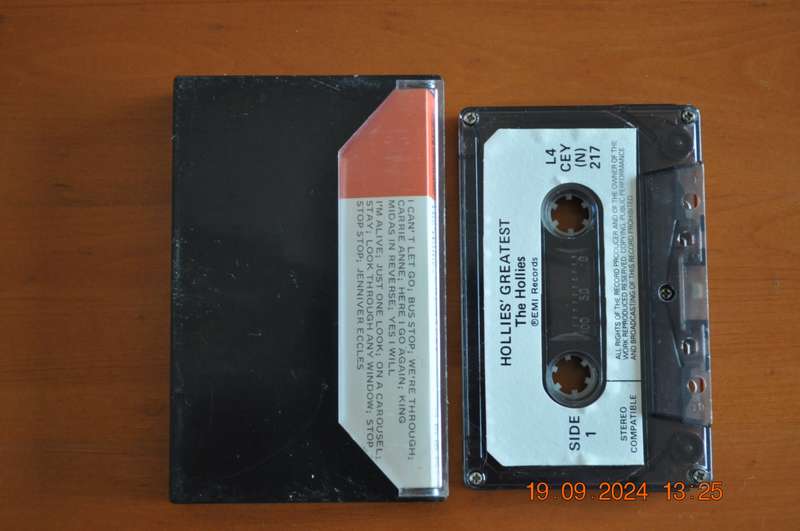 I CAN'T LET GO; BUS STOP; WE'RE THROUGH;
CARRIE ANNE; HERE I GO AGAIN; KING
MIDAS IN REVERSE; YES I WILL
I'M ALIVE; JUST ONE LOOK; ON A CAROUSEL;
STAY; LOOK THROUGH ANY WINDOW; STOP
STOP STOP; JENNIVER ECCLES
HOLLIES' GREATEST
The Hollies
℗EMI Records
L4
CEY
(N)
217
SIDE
1
100 50 0
STEREO
COMPATIBLE
ALL RIGHTS OF THE RECORD PRODUCER AND OF THE OWNER OF THE
WORK REPRODUCED RESERVED. COPYING, PUBLIC PERFORMANCE
AND BROADCASTING OF THIS RECORD PROHIBITED
19.09.2024 13:25